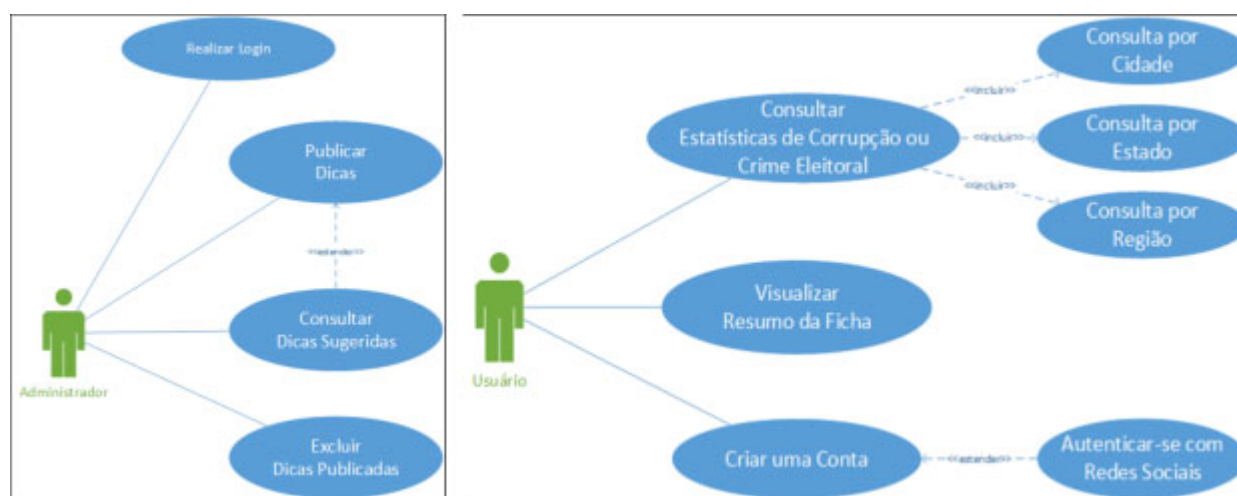 Realizar Login
Publicar
Dicas
<<estende>>
Consultar
Dicas Sugeridas
Administrador
Excluir
Dicas Publicadas
Consulta por
Cidade
<<incluir>>
Consultar
Estatísticas de Corrupção ou
Crime Eleitoral
<<incluir>>
Consulta por
Estado
<<incluir>>
Consulta por
Região
Visualizar
Resumo da Ficha
Usuário
Criar uma Conta
<<estende>>
Autenticar-se com
Redes Sociais